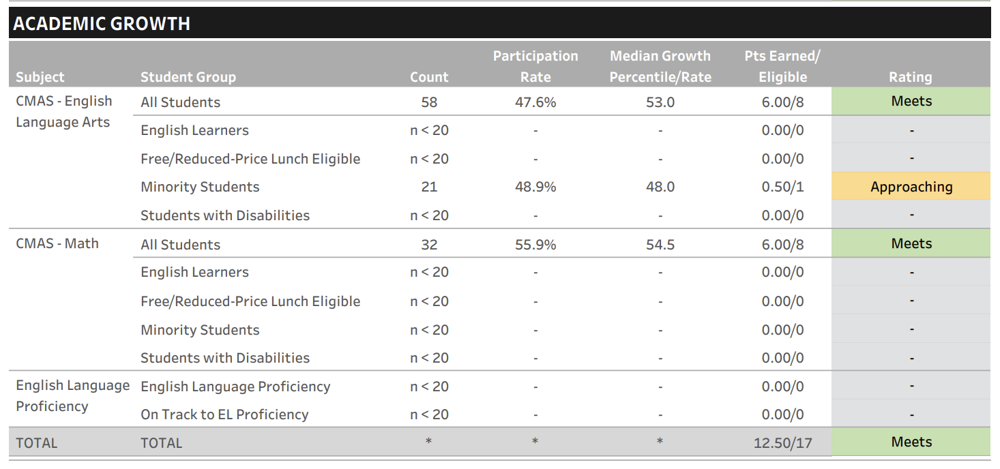 ACADEMIC GROWTH
Subject Student Group Count Participation Rate Median Growth Percentile/Rate Pts Earned/ Eligible Rating
CMAS - English Language Arts All Students 58 47.6% 53.0 6.00/8 Meets
English Learners n < 20 - - 0.00/0 -
Free/Reduced-Price Lunch Eligible n < 20 - - 0.00/0 -
Minority Students 21 48.9% 48.0 0.50/1 Approaching
Students with Disabilities n < 20 - - 0.00/0 -
CMAS - Math All Students 32 55.9% 54.5 6.00/8 Meets
English Learners n < 20 - - 0.00/0 -
Free/Reduced-Price Lunch Eligible n < 20 - - 0.00/0 -
Minority Students n < 20 - - 0.00/0 -
Students with Disabilities n < 20 - - 0.00/0 -
English Language Proficiency English Language Proficiency n < 20 - - 0.00/0 -
On Track to EL Proficiency n < 20 - - 0.00/0 -
TOTAL TOTAL * * * 12.50/17 Meets